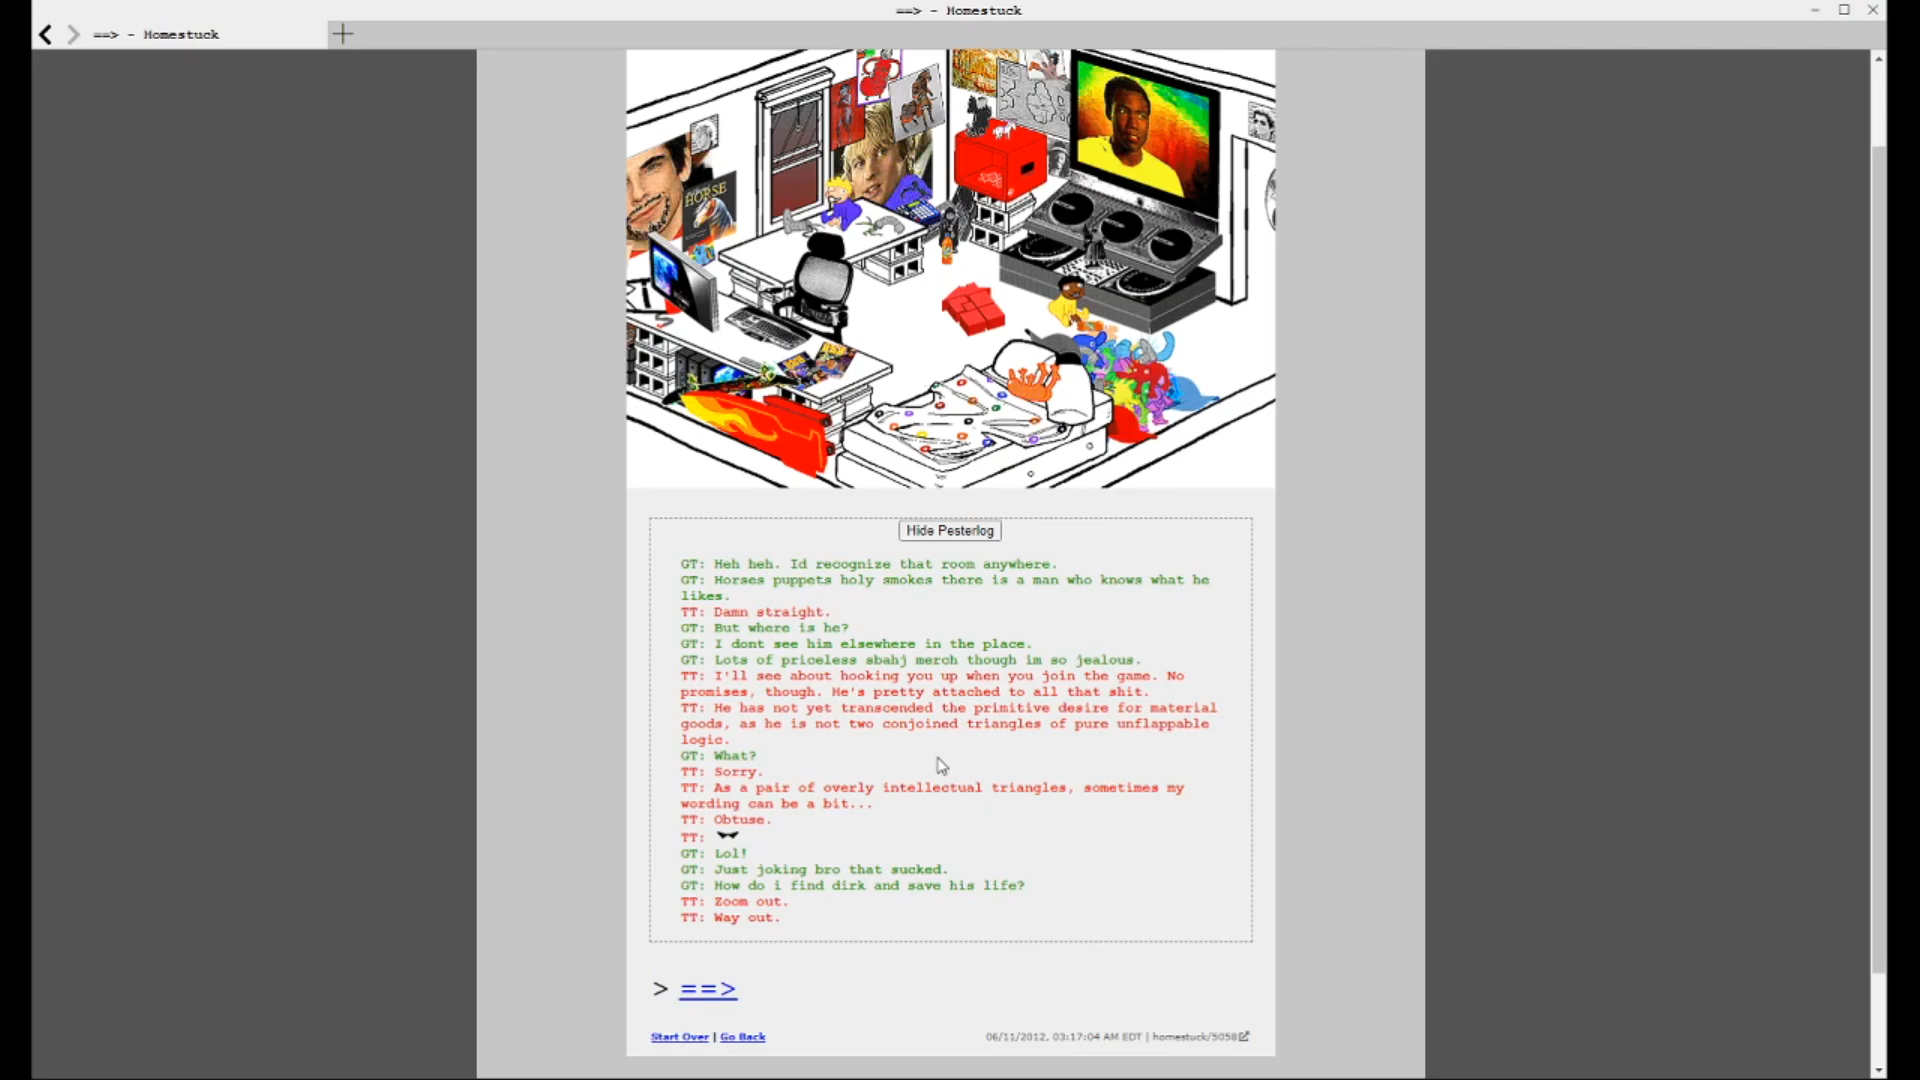 ==> - Homestuck
==> - Homestuck
HORSE
Hide Pesterlog
GT: Heh heh. Id recognize that room anywhere.
GT: Horses puppets holy smokes there is a man who knows what he
likes.
TT: Damn straight.
GT: But where is he?
GT: I dont see him elsewhere in the place.
GT: Lots of priceless sbahj merch though im so jealous.
TT: I'll see about hooking you up when you join the game. No
promises, though. He's pretty attached to all that shit.
TT: He has not yet transcended the primitive desire for material
goods, as he is not two conjoined triangles of pure unflappable
logic.
GT: What?
TT: Sorry.
TT: As a pair of overly intellectual triangles, sometimes my
wording can be a bit...
TT: Obtuse.
TT:
GT: Lol!
GT: Just joking bro that sucked.
GT: How do i find dirk and save his life?
TT: Zoom out.
TT: Way out.
> ==>
Start Over | Go Back
06/11/2012, 03:17:04 AM EDT | homestuck/5058